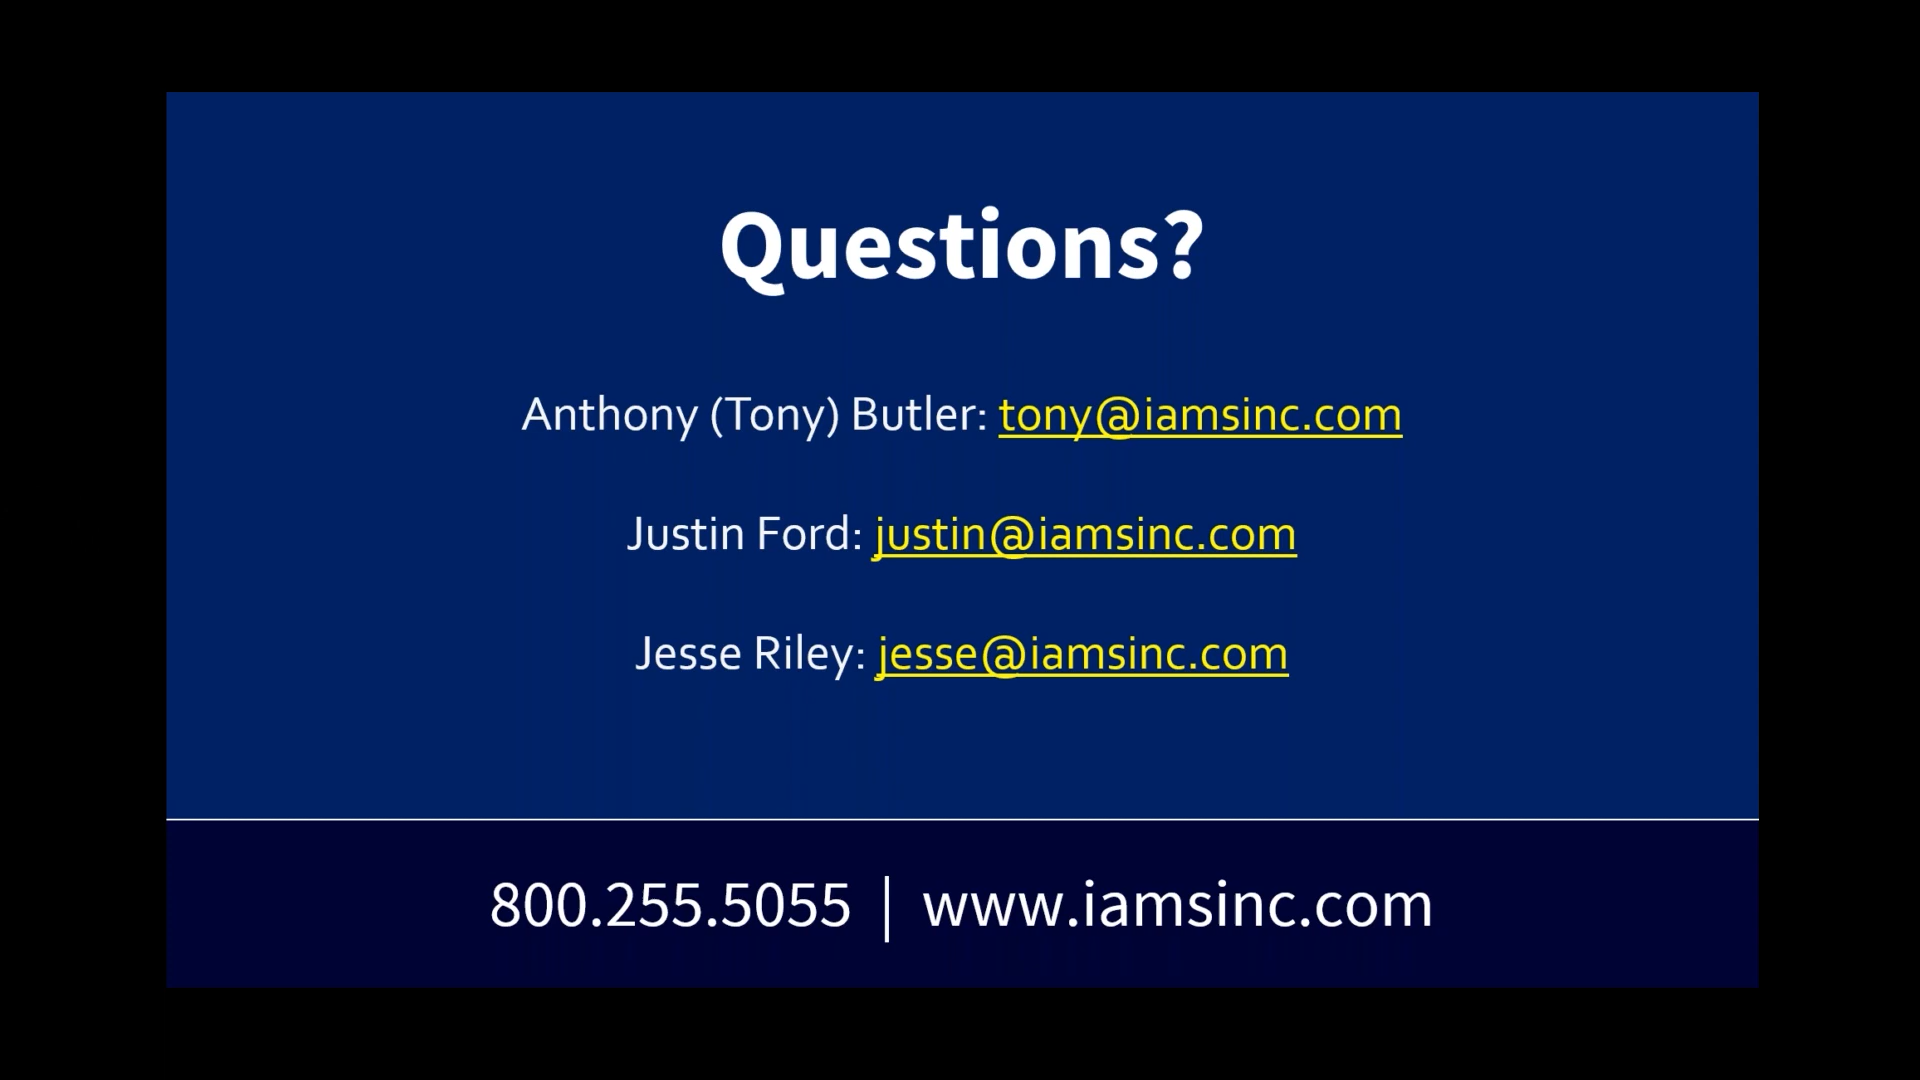 Questions?
Anthony (Tony) Butler: tony@iamsinc.com
Justin Ford: justin@iamsinc.com
Jesse Riley: jesse@iamsinc.com
800.255.5055 | www.iamsinc.com